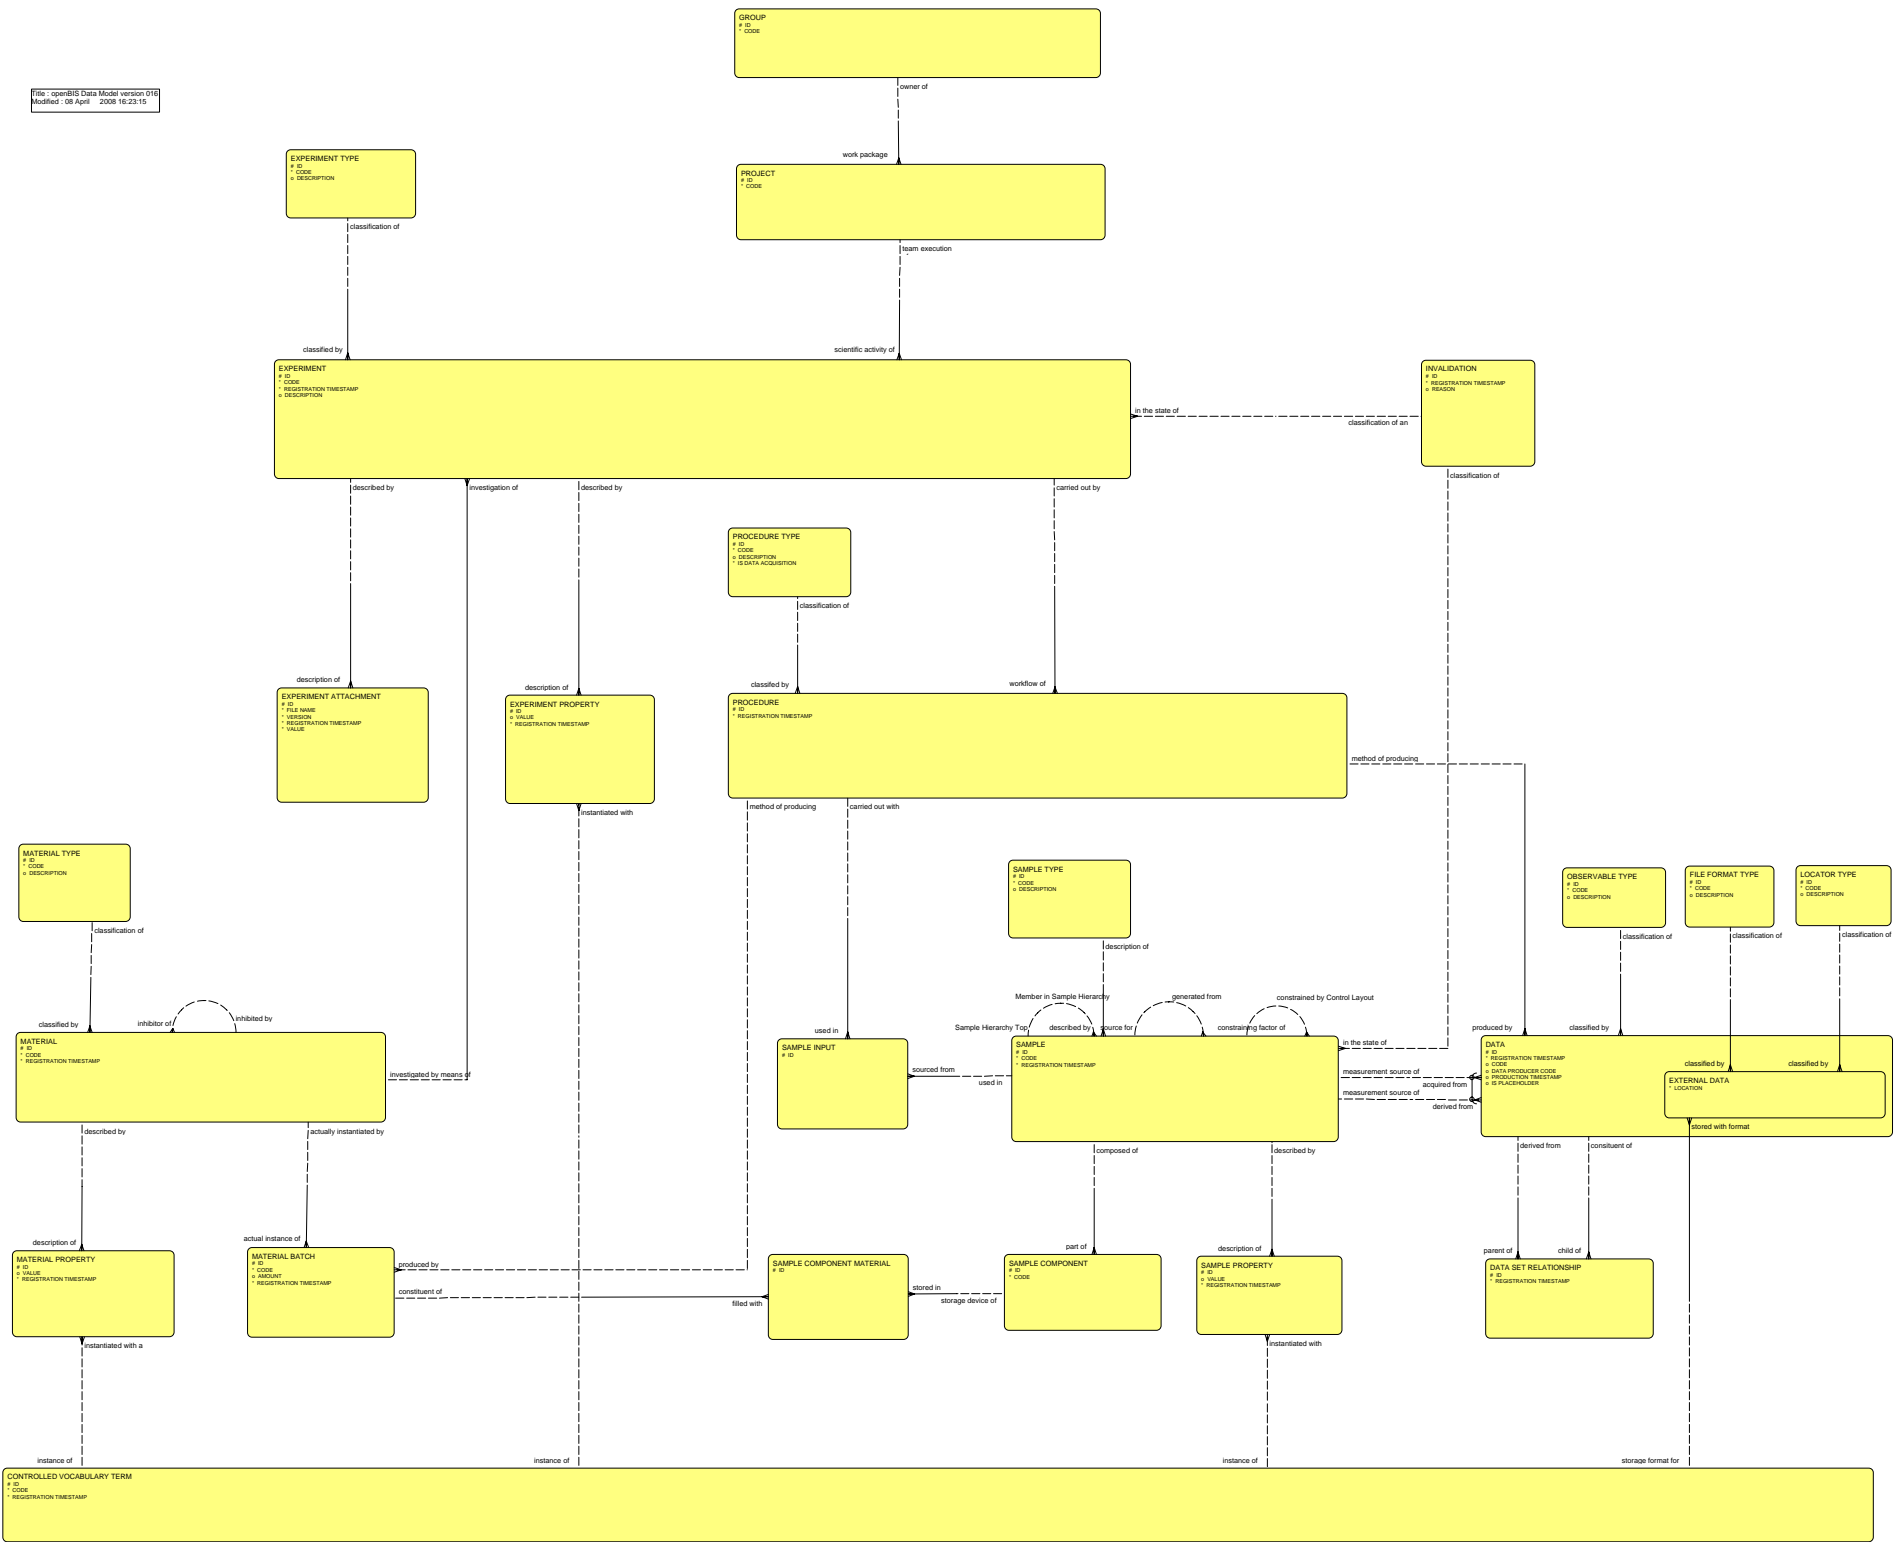 GROUP
# ID
* CODE
owner of
Title : openBIS Data Model version 016
Modified : 08 April 2008 16:23:15
EXPERIMENT TYPE
# ID
* CODE
o DESCRIPTION
classification of
work package
PROJECT
# ID
* CODE
team execution
classified by
scientific activity of
EXPERIMENT
# ID
* CODE
* REGISTRATION TIMESTAMP
o DESCRIPTION
INVALIDATION
# ID
* REGISTRATION TIMESTAMP
o REASON
in the state of
classification of an
classification of
described by
investigation of
described by
carried out by
PROCEDURE TYPE
# ID
* CODE
o DESCRIPTION
* IS DATA ACQUISITION
classification of
description of
description of
classifed by
workflow of
EXPERIMENT ATTACHMENT
# ID
* FILE NAME
* VERSION
* REGISTRATION TIMESTAMP
* VALUE
EXPERIMENT PROPERTY
# ID
o VALUE
* REGISTRATION TIMESTAMP
PROCEDURE
# ID
* REGISTRATION TIMESTAMP
method of producing
instantiated with
method of producing
carried out with
MATERIAL TYPE
# ID
* CODE
o DESCRIPTION
classification of
SAMPLE TYPE
# ID
* CODE
o DESCRIPTION
description of
OBSERVABLE TYPE
# ID
* CODE
o DESCRIPTION
classification of
FILE FORMAT TYPE
# ID
* CODE
o DESCRIPTION
classification of
LOCATOR TYPE
# ID
* CODE
o DESCRIPTION
classification of
classified by
inhibitor of
inhibited by
MATERIAL
# ID
* CODE
* REGISTRATION TIMESTAMP
investigated by means of
used in
SAMPLE INPUT
# ID
sourced from
used in
Member in Sample Hierarchy
generated from
constrained by Control Layout
Sample Hierarchy Top
described by
source for
constraining factor of
SAMPLE
# ID
* CODE
* REGISTRATION TIMESTAMP
in the state of
measurement source of
acquired from
measurement source of
derived from
produced by
classified by
DATA
# ID
* REGISTRATION TIMESTAMP
o CODE
o DATA PRODUCER CODE
o PRODUCTION TIMESTAMP
o IS PLACEHOLDER
classified by
classified by
EXTERNAL DATA
* LOCATION
stored with format
described by
actually instantiated by
composed of
described by
derived from
consituent of
description of
actual instance of
part of
description of
parent of
child of
MATERIAL PROPERTY
# ID
o VALUE
* REGISTRATION TIMESTAMP
MATERIAL BATCH
# ID
* CODE
o AMOUNT
* REGISTRATION TIMESTAMP
produced by
constituent of
filled with
SAMPLE COMPONENT MATERIAL
# ID
stored in
storage device of
SAMPLE COMPONENT
# ID
* CODE
SAMPLE PROPERTY
# ID
o VALUE
* REGISTRATION TIMESTAMP
DATA SET RELATIONSHIP
# ID
* REGISTRATION TIMESTAMP
instantiated with a
instantiated with
instance of
instance of
instance of
storage format for
CONTROLLED VOCABULARY TERM
# ID
* CODE
* REGISTRATION TIMESTAMP